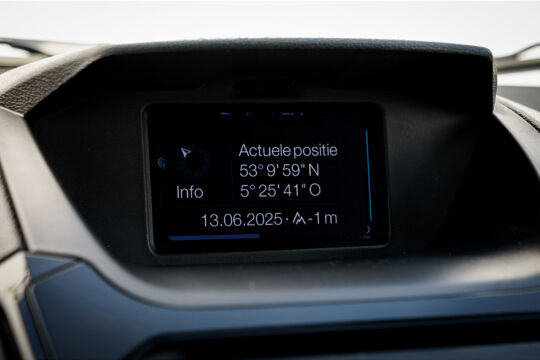 Actuele positie
53° 9' 59" N
Info
5° 25' 41" O
13.06.2025 · -1 m